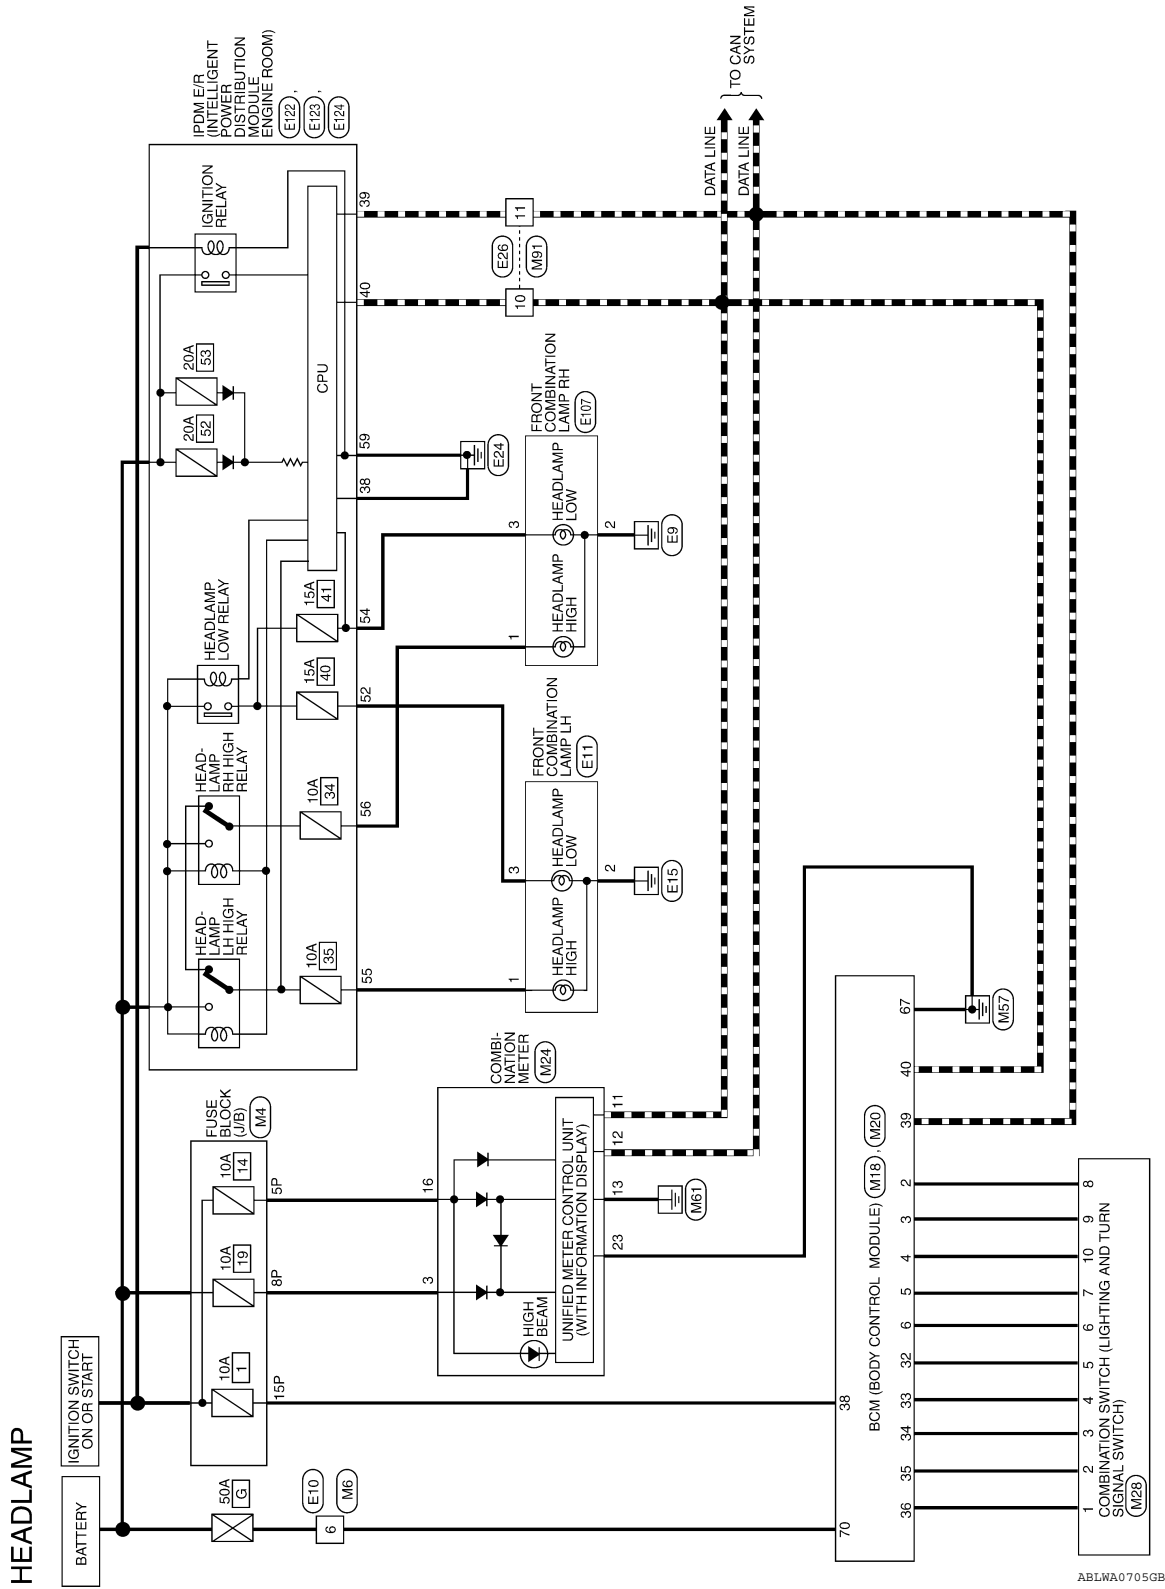 HEADLAMP
BATTERY
IGNITION SWITCH
ON OR START
50A
G
E10
M6
6
70
FUSE
BLOCK
(J/B)
M4
10A
1
15P
38
10A
19
8P
3
10A
14
5P
16
COMBI-
NATION
METER
M24
HIGH
BEAM
UNIFIED METER CONTROL UNIT
(WITH INFORMATION DISPLAY)
23
13
12
11
M61
IPDM E/R
(INTELLIGENT
POWER
DISTRIBUTION
MODULE
ENGINE ROOM)
E122 ,
E123 ,
E124
HEAD-
LAMP
LH HIGH
RELAY
HEAD-
LAMP
RH HIGH
RELAY
HEADLAMP
LOW RELAY
20A
52
20A
53
IGNITION
RELAY
CPU
10A
35
10A
34
15A
40
15A
41
55
56
52
54
38
59
40
39
E24
10
11
E26
M91
FRONT
COMBINATION
LAMP LH
E11
1
3
HEADLAMP
HIGH
HEADLAMP
LOW
2
E15
FRONT
COMBINATION
LAMP RH
E107
1
3
HEADLAMP
HIGH
HEADLAMP
LOW
2
E9
DATA LINE
DATA LINE
TO CAN
SYSTEM
BCM (BODY CONTROL MODULE) M18 , M20
36
35
34
33
32
6
5
4
3
2
39
40
67
M57
1
2
3
4
5
6
7
10
9
8
COMBINATION SWITCH (LIGHTING AND TURN
SIGNAL SWITCH)
M28
ABLWA0705GB